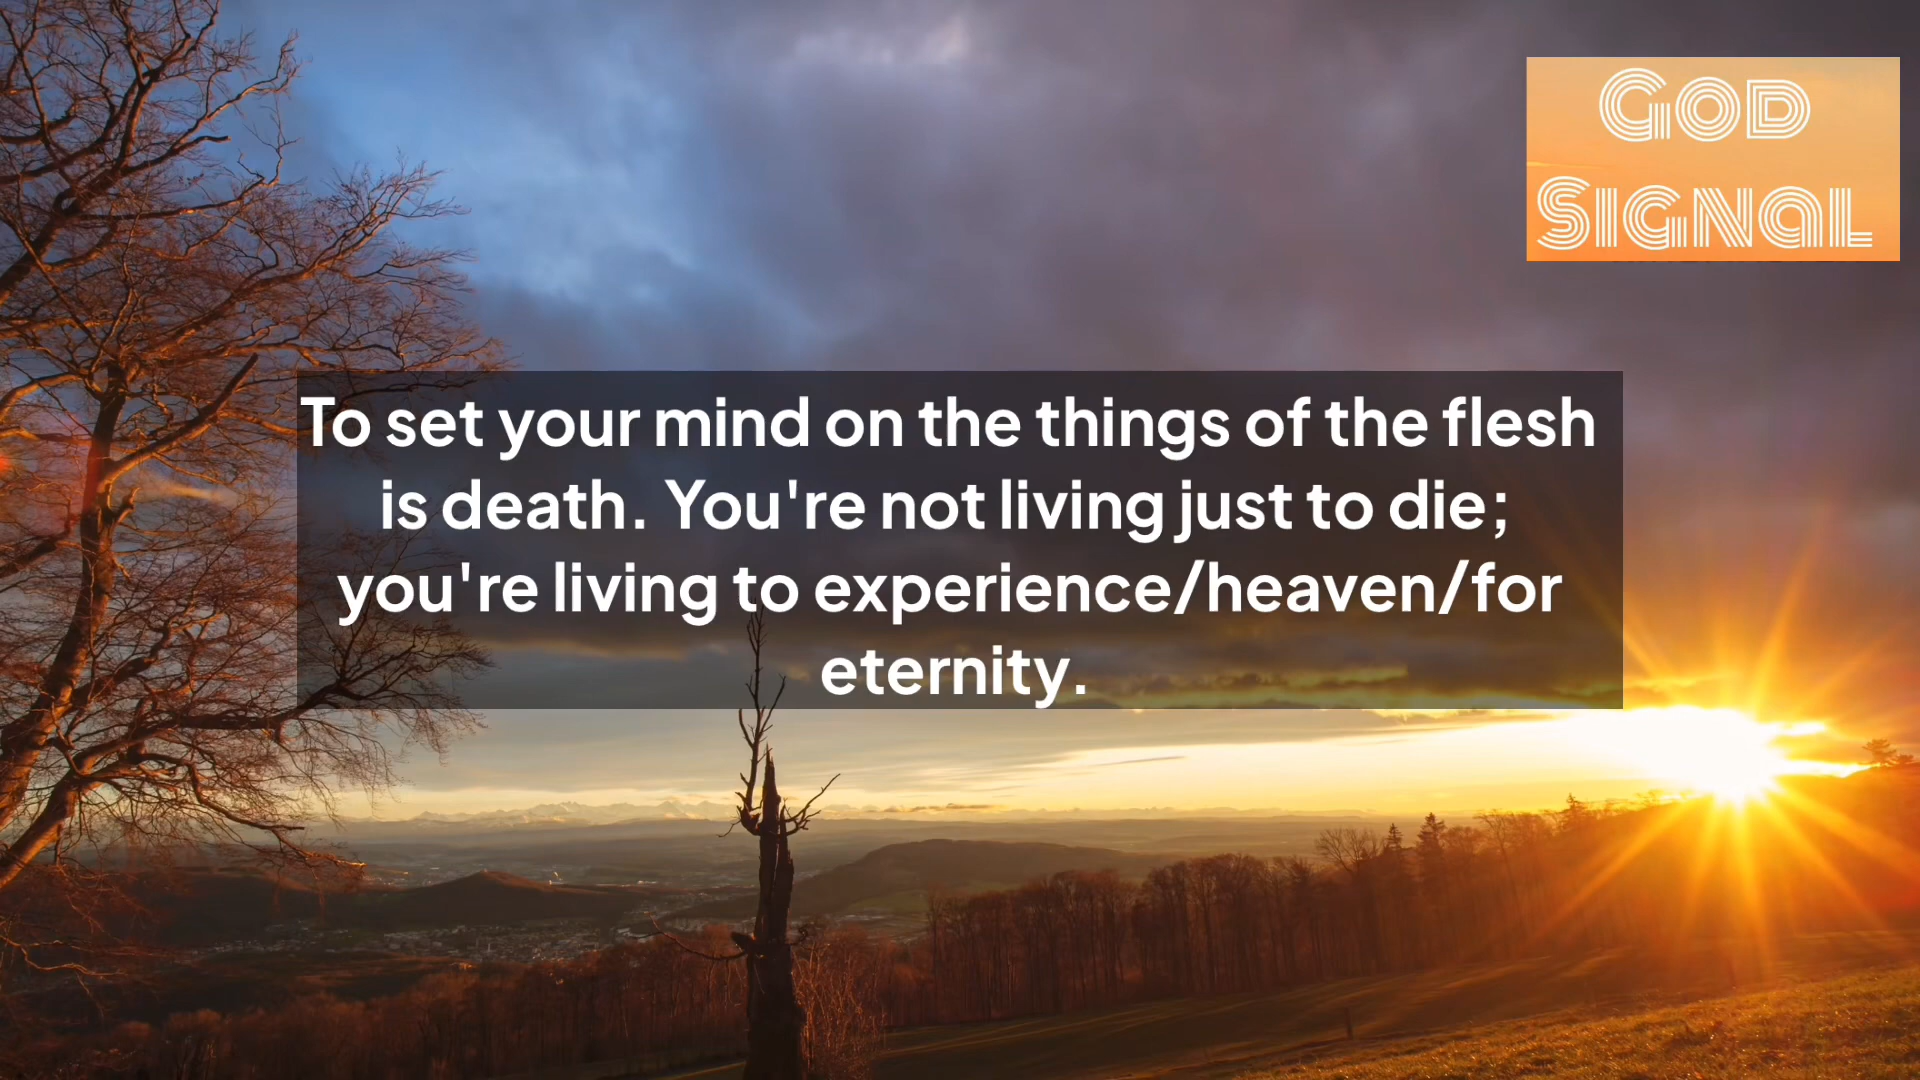 God
Signal
To set your mind on the things of the flesh
is death. You're not living just to die;
you're living to experience/heaven/for
eternity.